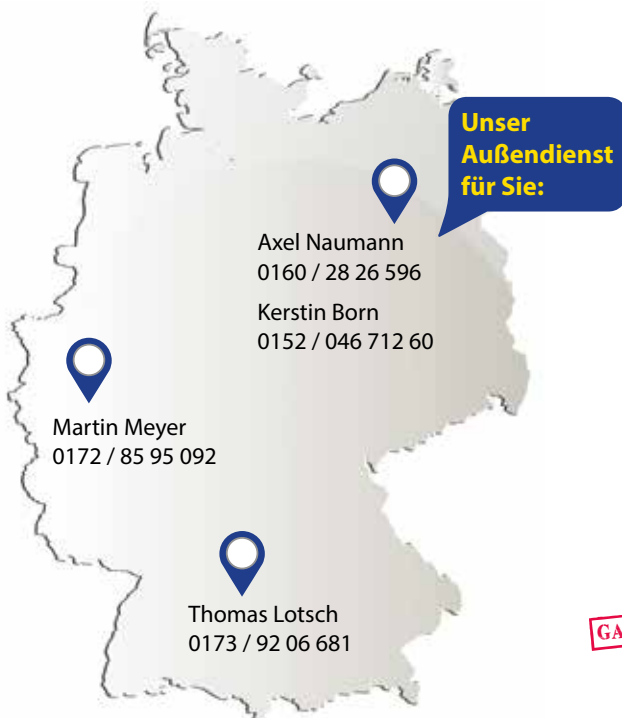 Unser
Außendienst
für Sie:
Axel Naumann
0160 / 28 26 596
Kerstin Born
0152 / 046 712 60
Martin Meyer
0172 / 85 95 092
Thomas Lotsch
0173 / 92 06 681